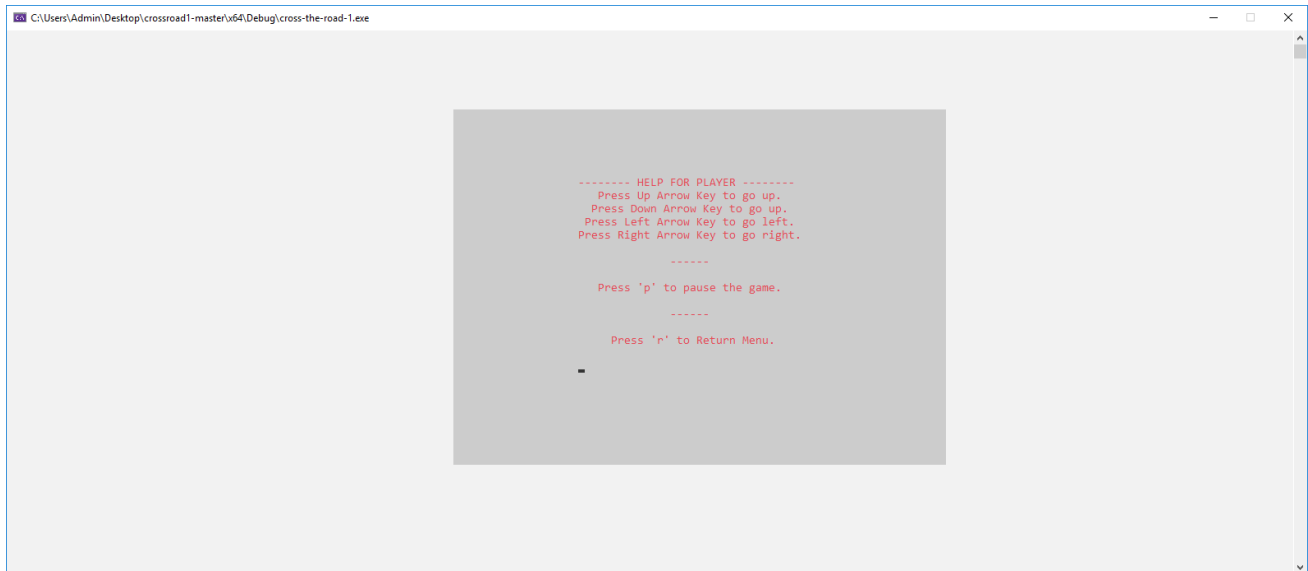 C:\Users\Admin\Desktop\crossroad1-master\x64\Debug\cross-the-road-1.exe
-------- HELP FOR PLAYER --------
Press Up Arrow Key to go up.
Press Down Arrow Key to go up.
Press Left Arrow Key to go left.
Press Right Arrow Key to go right.
------
Press 'p' to pause the game.
------
Press 'r' to Return Menu.